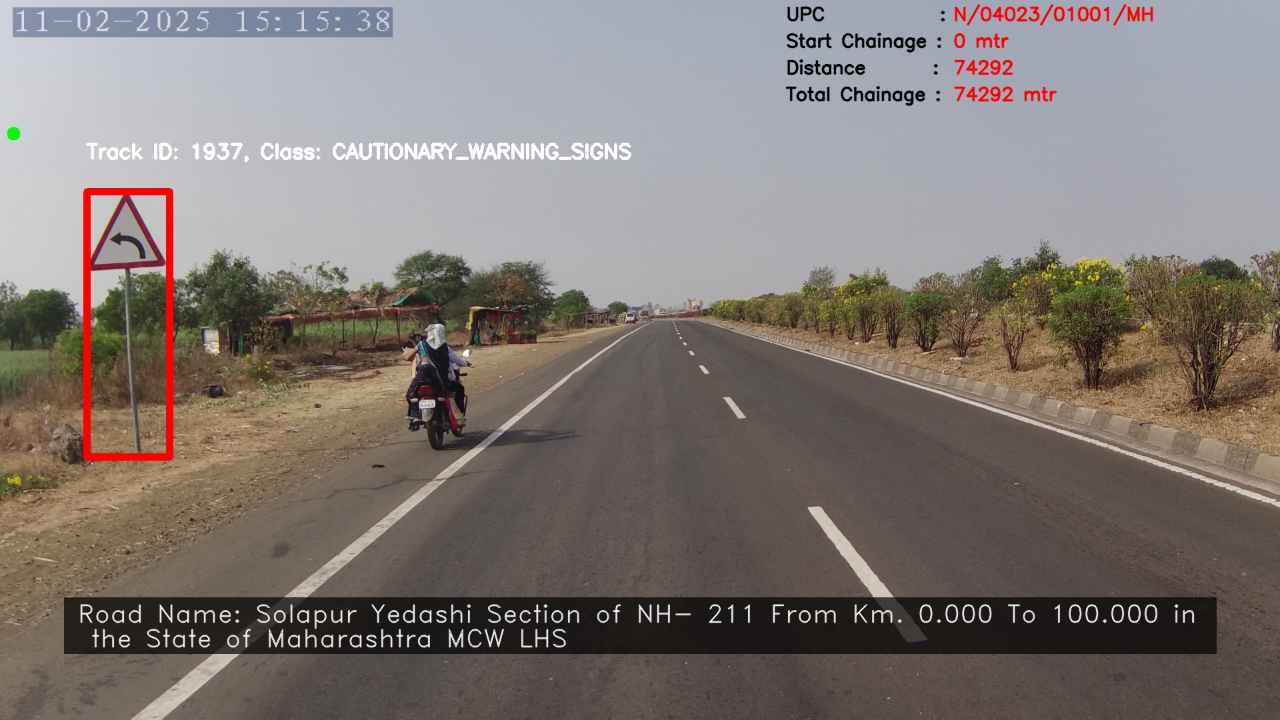 11-02-2025 15:15:38
UPC : N/04023/01001/MH
Start Chainage : 0 mtr
Distance : 74292
Total Chainage : 74292 mtr
Track ID: 1937, Class: CAUTIONARY_WARNING_SIGNS
Road Name: Solapur Yedashi Section of NH- 211 From Km. 0.000 To 100.000 in
the State of Maharashtra MCW LHS